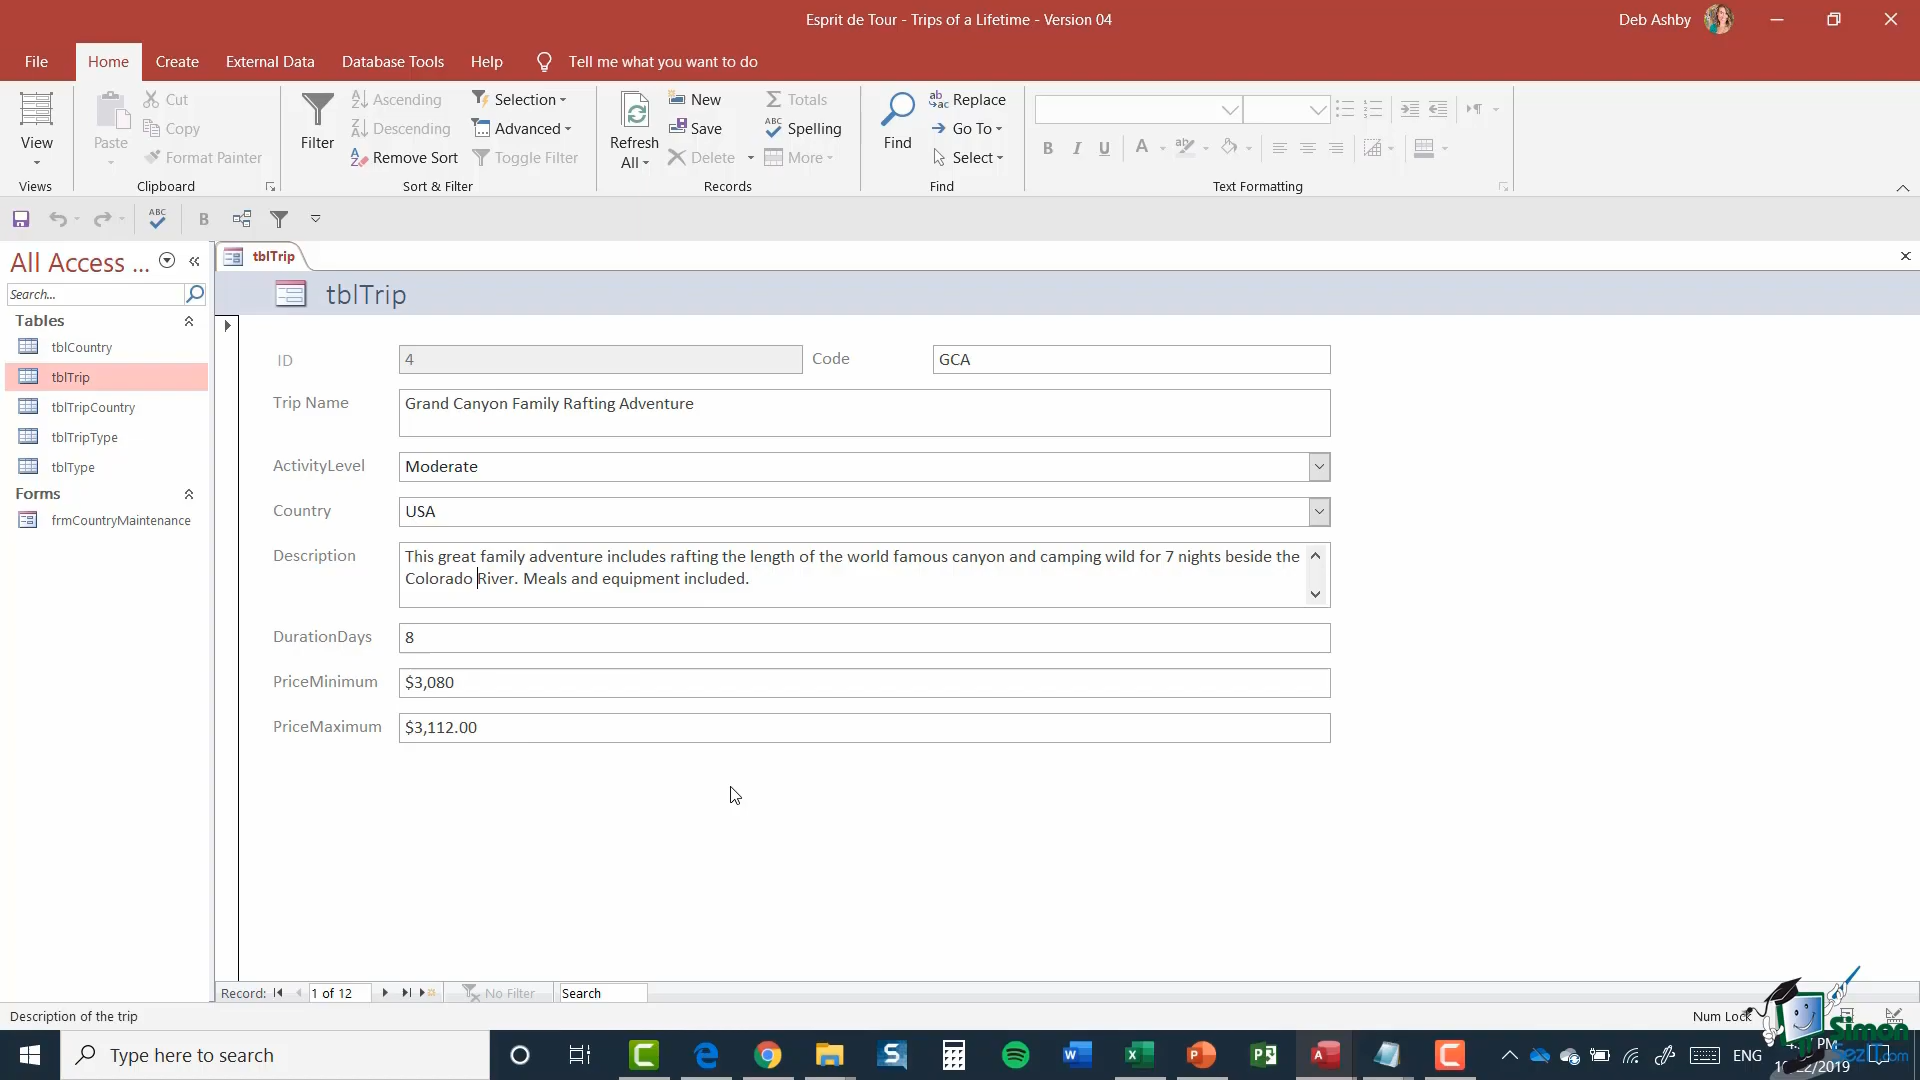 Esprit de Tour - Trips of a Lifetime - Version 04
Deb Ashby
File Home Create External Data Database Tools Help Tell me what you want to do
View
Views
Paste
Cut
Copy
Format Painter
Clipboard
Filter
Ascending
Descending
Remove Sort
Selection
Advanced
Toggle Filter
Sort & Filter
Refresh
All
New
Save
Delete
Totals
Spelling
More
Records
Find
Replace
Go To
Select
Find
B I U A
Text Formatting
ABC B
All Access ...
Search...
Tables
tblCountry
tblTrip
tblTripCountry
tblTripType
tblType
Forms
frmCountryMaintenance
tblTrip
tblTrip
ID 4 Code GCA
Trip Name Grand Canyon Family Rafting Adventure
ActivityLevel Moderate
Country USA
Description This great family adventure includes rafting the length of the world famous canyon and camping wild for 7 nights beside the
Colorado River. Meals and equipment included.
DurationDays 8
PriceMinimum $3,080
PriceMaximum $3,112.00
Record: 1 of 12 No Filter Search
Description of the trip
Num Lock
Type here to search
ENG
PM
Simon
SezIT.com